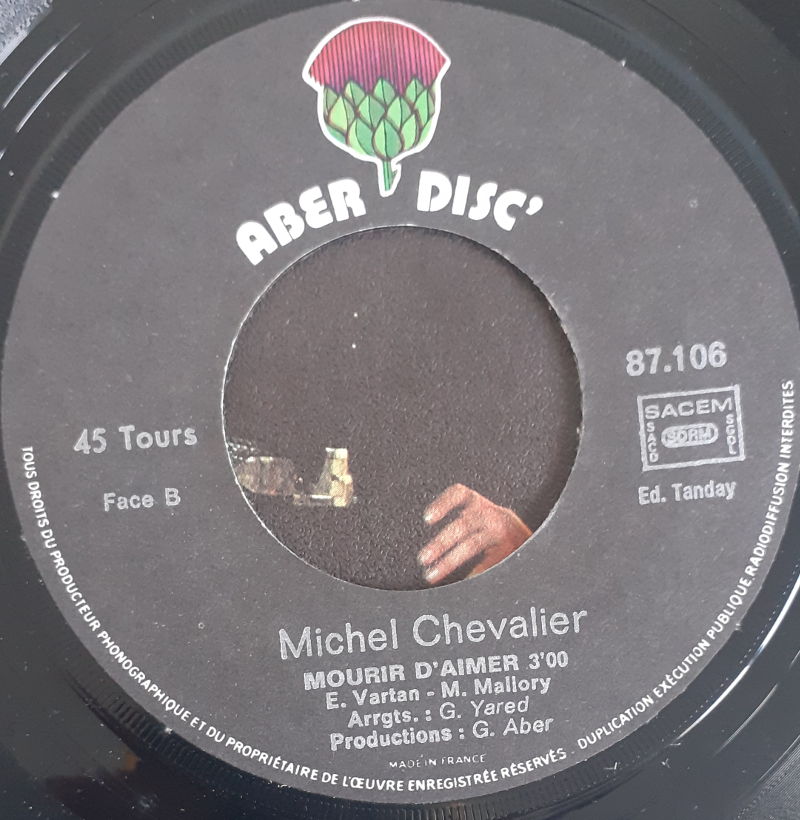 ABER DISC'
87.106
SACEM
SACD SDRM SGDL
45 Tours
Face B
Ed. Tanday
Michel Chevalier
MOURIR D'AIMER 3'00
E. Vartan - M. Mallory
Arrgts. : G. Yared
Productions : G. Aber
MADE IN FRANCE
TOUS DROITS DU PRODUCTEUR PHONOGRAPHIQUE ET DU PROPRIÉTAIRE DE L'ŒUVRE ENREGISTRÉE RÉSERVÉS - DUPLICATION EXÉCUTION PUBLIQUE RADIODIFFUSION INTERDITES